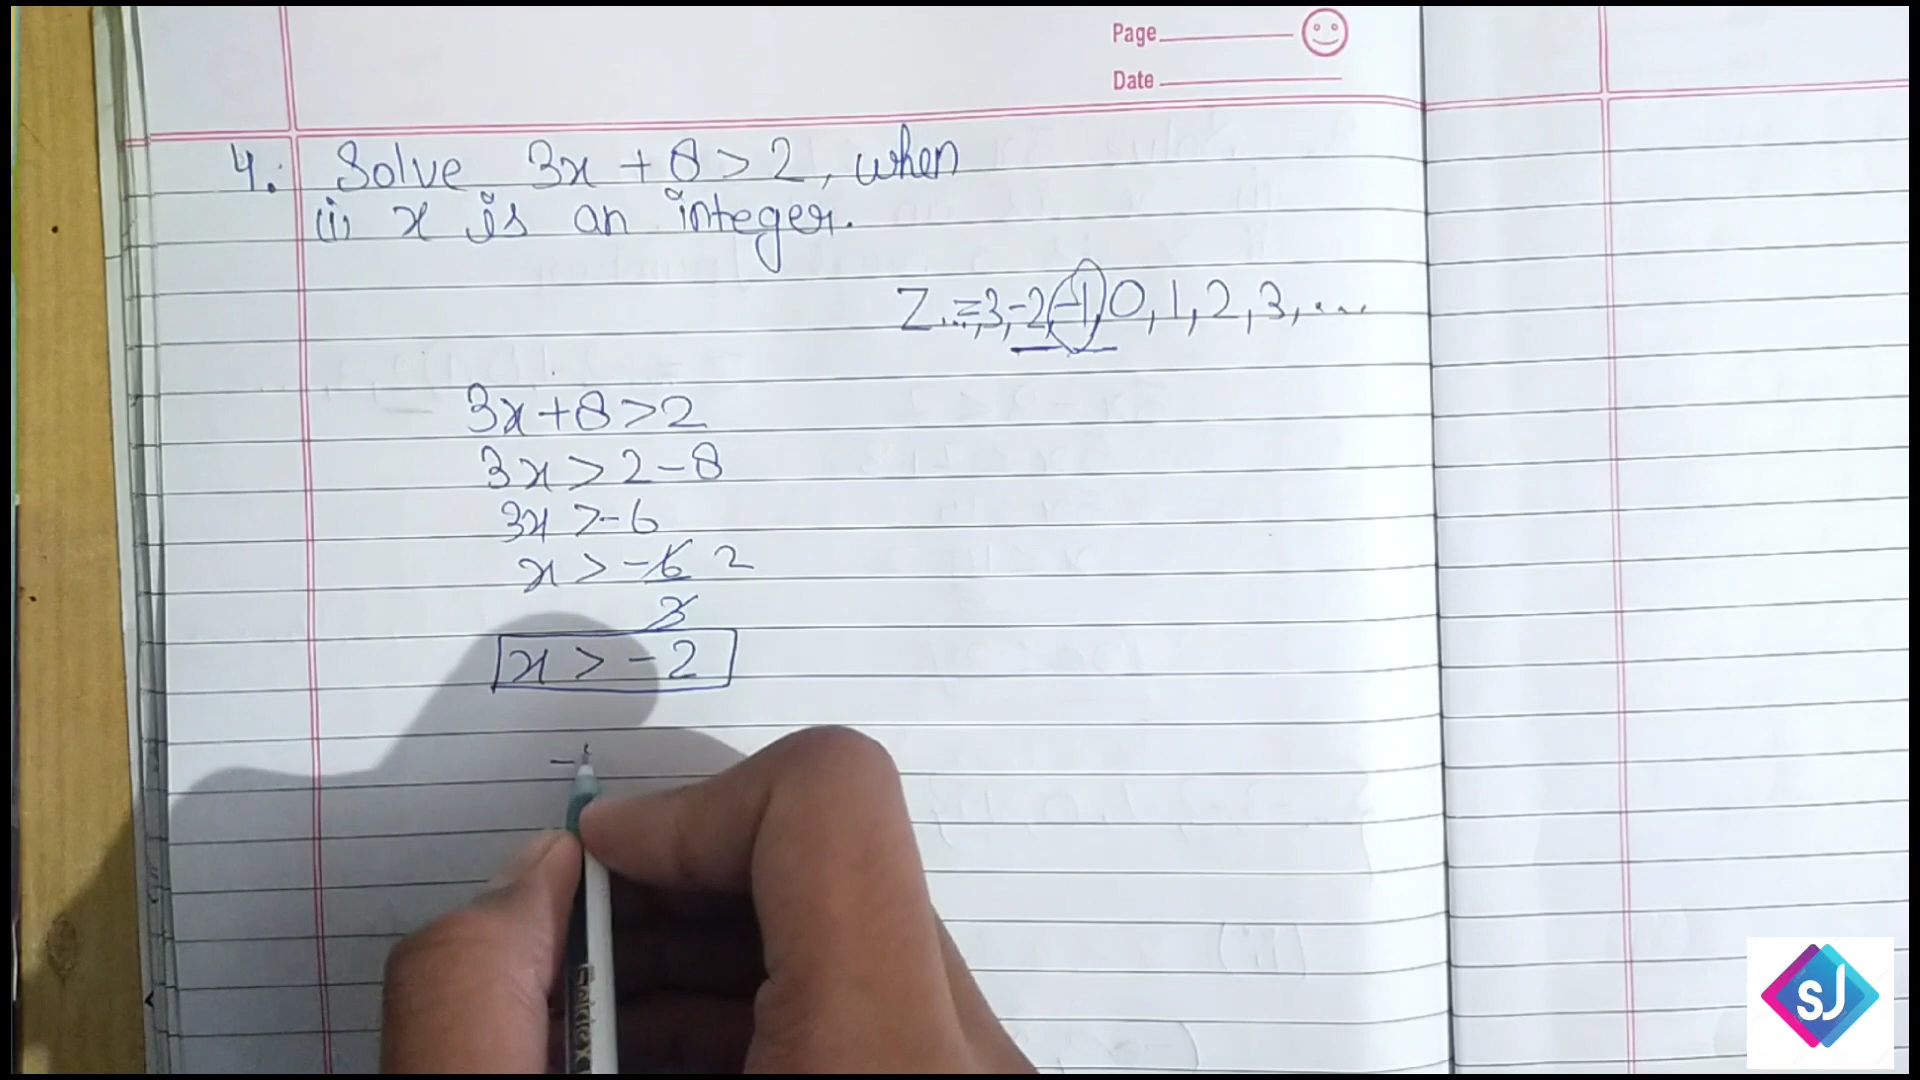 Page
Date
4. Solve 3x + 8 > 2, when
(i) x is an integer.
Z = ..., -3, -2, -1, 0, 1, 2, 3, ...
3x + 8 > 2
3x > 2 - 8
3x > -6
x > -6 2
3
x > -2
-
SJ